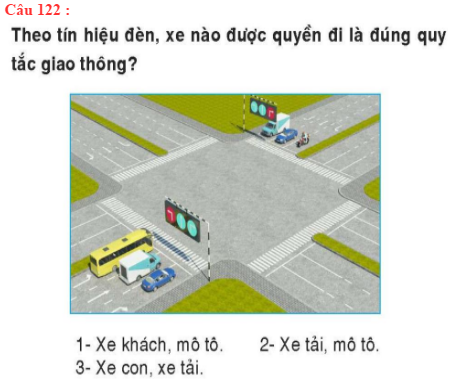 Câu 122 :
Theo tín hiệu đèn, xe nào được quyền đi là đúng quy
tắc giao thông?
1- Xe khách, mô tô. 2- Xe tải, mô tô.
3- Xe con, xe tải.